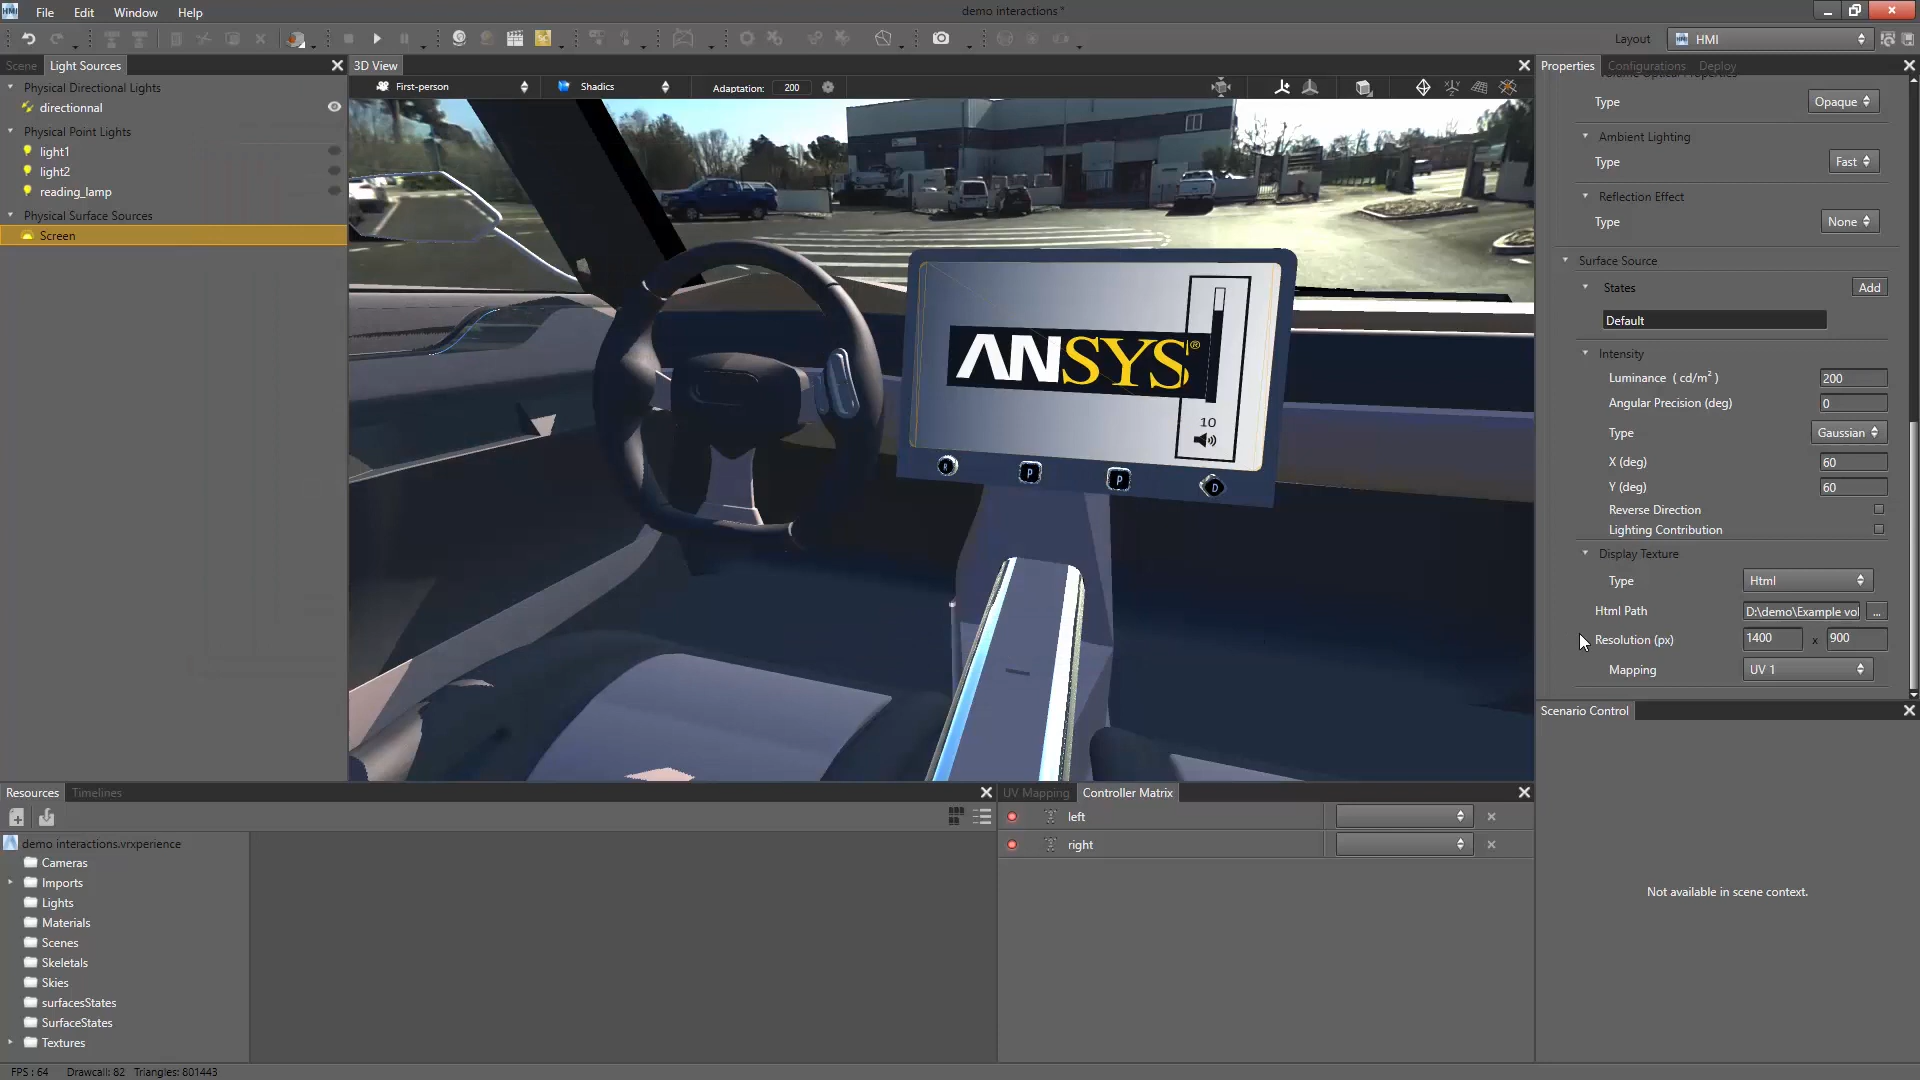 HMI
File
Edit
Window
Help
demo interactions *
Layout
HMI
HMI
Scene
Light Sources
3D View
Properties
Configurations
Deploy
Physical Directional Lights
directionnal
Physical Point Lights
light1
light2
reading_lamp
Physical Surface Sources
Screen
First-person
Shadics
Adaptation:
200
ANSYS®
10
R
P
P
D
Volume Optical Properties
Type
Opaque
Ambient Lighting
Type
Fast
Reflection Effect
Type
None
Surface Source
States
Add
Default
Intensity
Luminance ( cd/m² )
200
Angular Precision (deg)
0
Type
Gaussian
X (deg)
60
Y (deg)
60
Reverse Direction
Lighting Contribution
Display Texture
Type
Html
Html Path
D:\demo\Example vol
...
Resolution (px)
1400
x
900
Mapping
UV 1
Scenario Control
Not available in scene context.
Resources
Timelines
demo interactions.vrxperience
Cameras
Imports
Lights
Materials
Scenes
Skeletals
Skies
surfacesStates
SurfaceStates
Textures
UV Mapping
Controller Matrix
left
right
FPS : 64
Drawcall: 82
Triangles: 801443